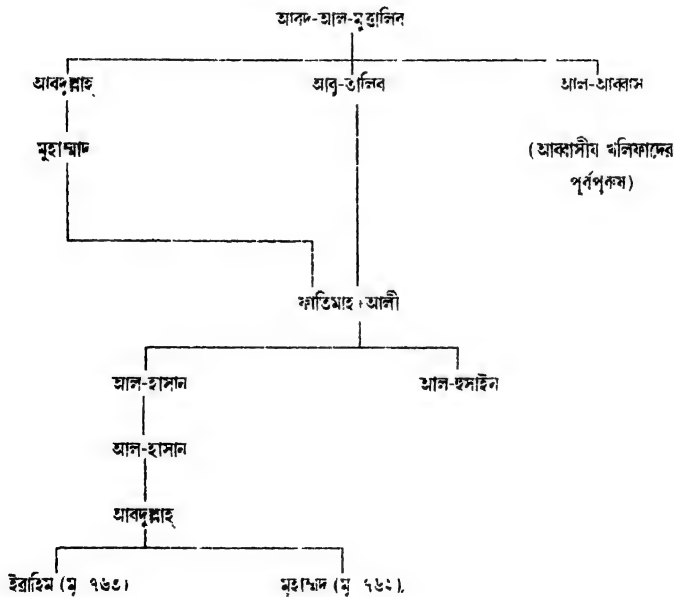 আবদ-আল-মুত্তালিব
আবদুল্লাহ্ আবু-তালিব আল-আব্বাস
মুহাম্মাদ (আব্বাসীয় খলিফাদের
পূর্বপুরুষ)
ফাতিমাহ + আলী
আল-হাসান আল-হুসাইন
আল-হাসান
আবদুল্লাহ্
ইব্রাহিম (মৃ ৭৬৩) মুহাম্মাদ (মৃ ৭৬২).